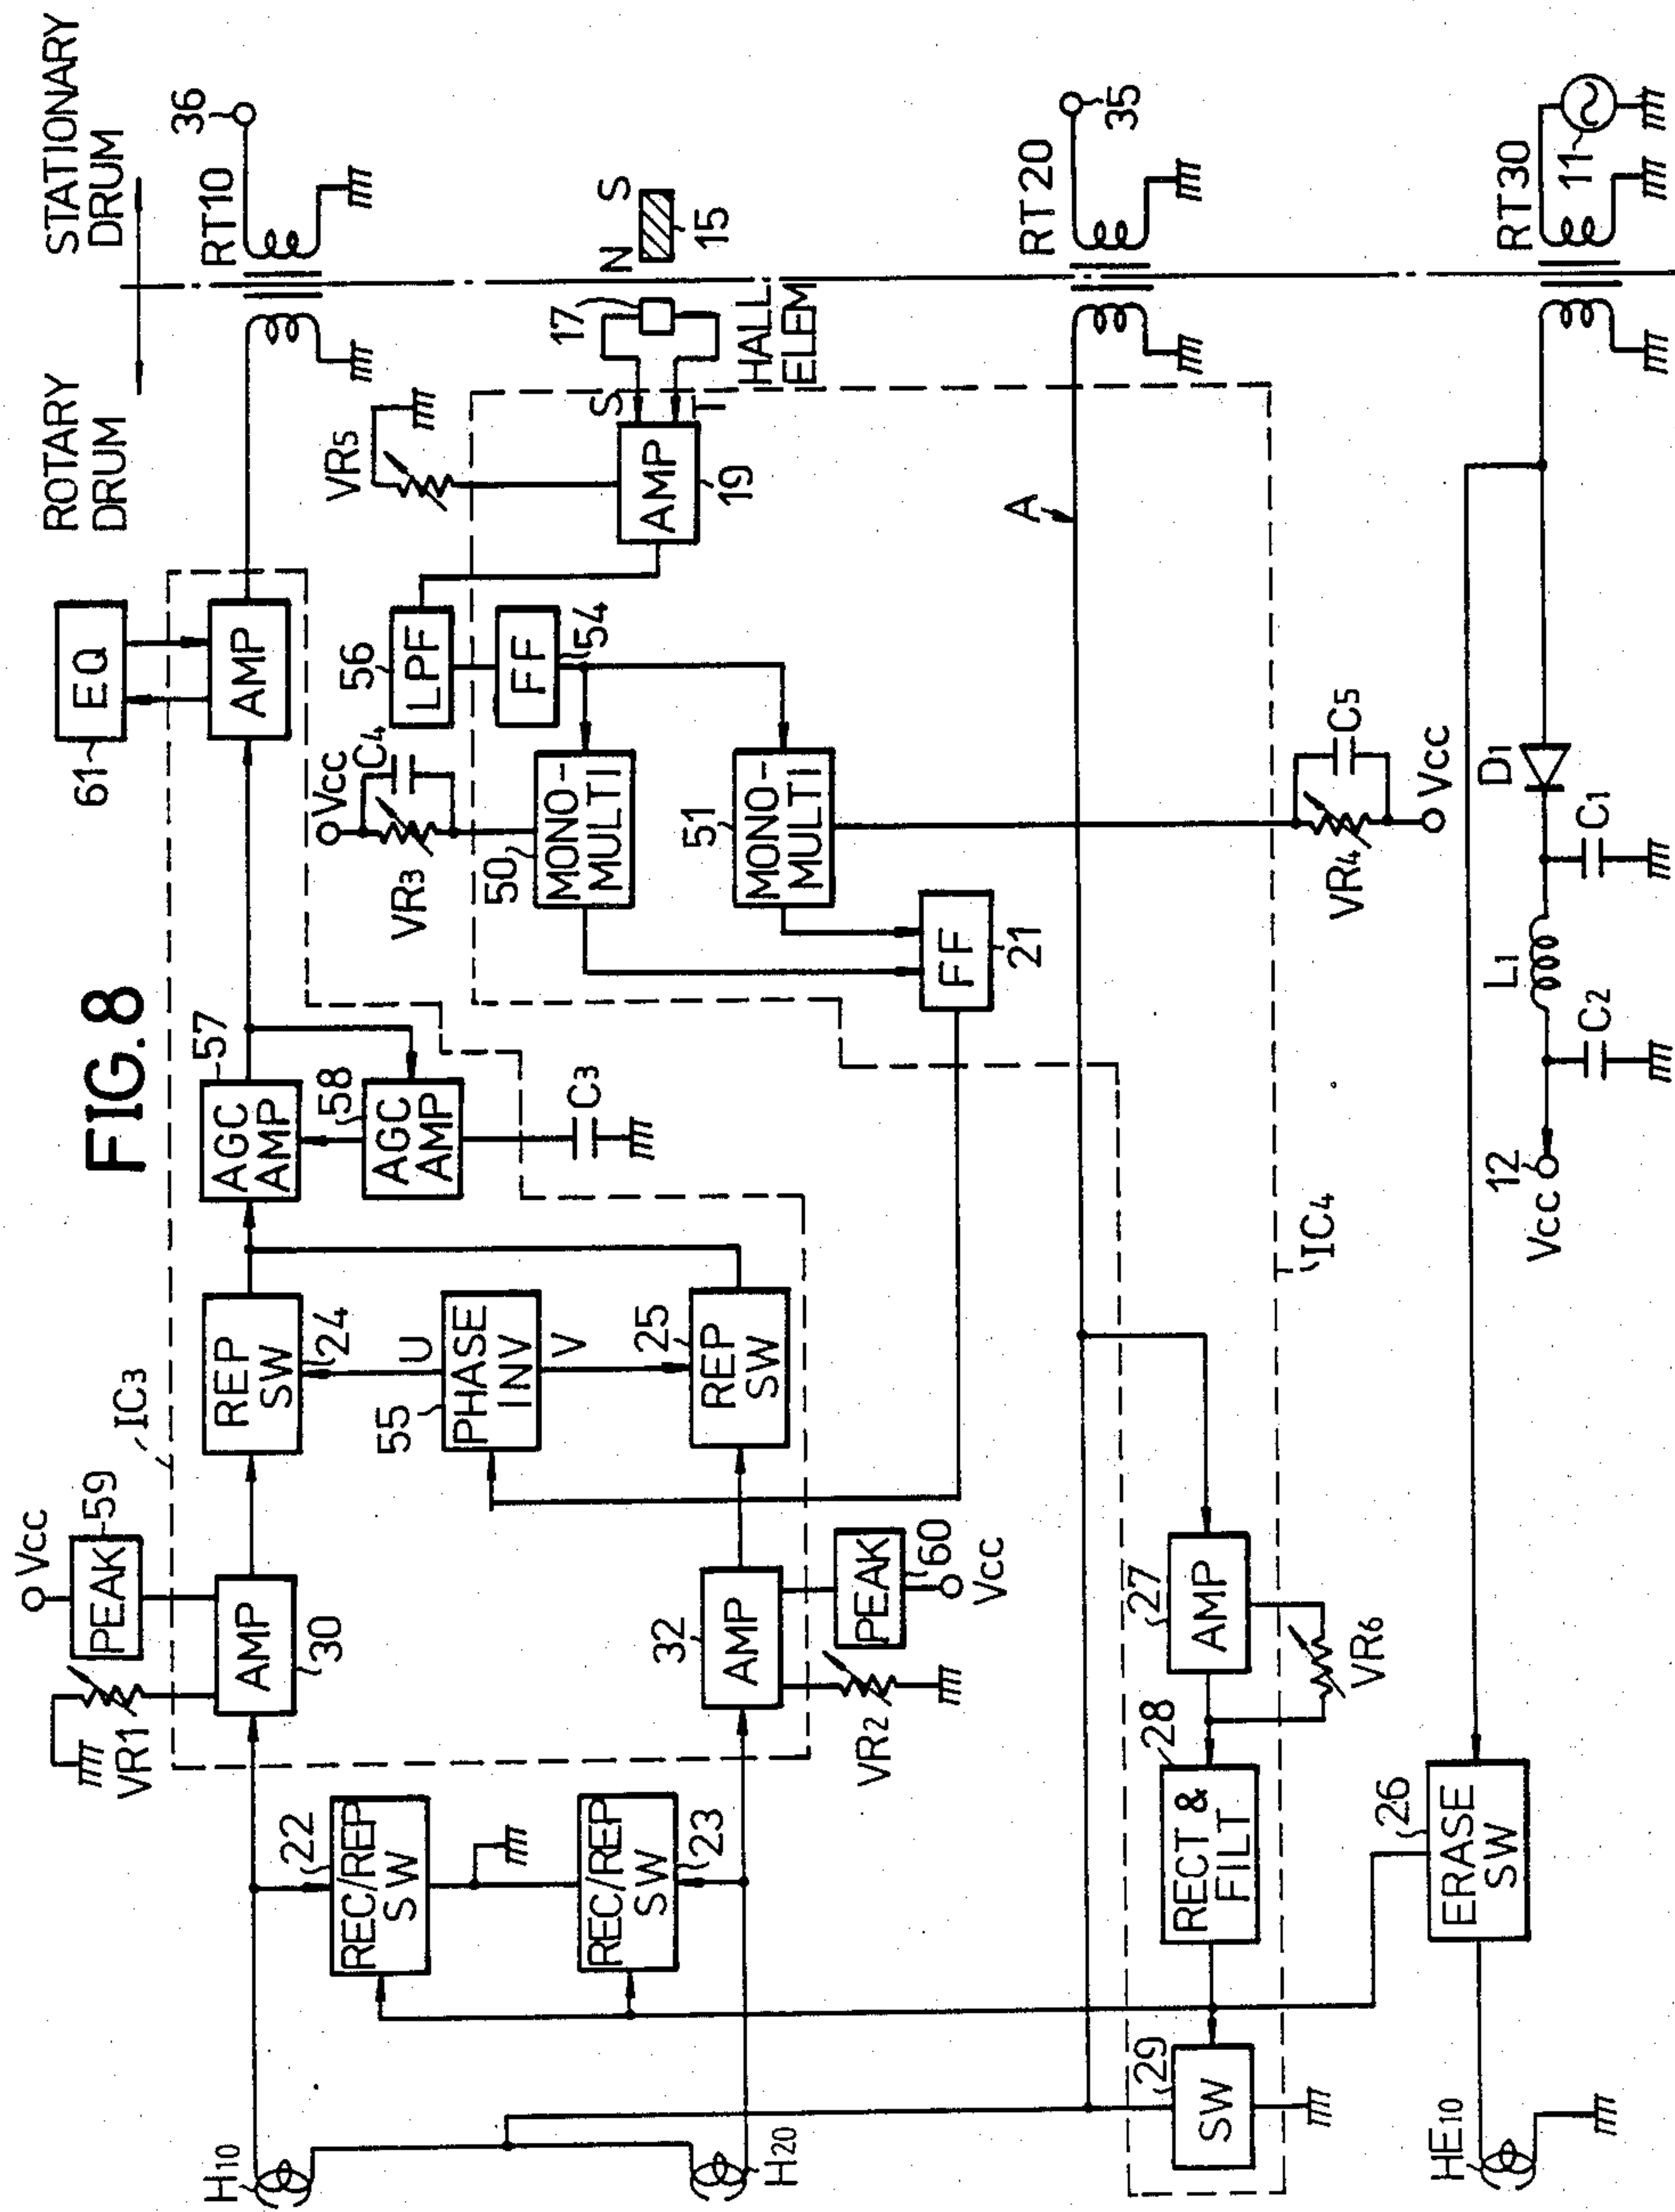 FIG. 8
ROTARY
DRUM
STATIONARY
DRUM
Vcc
PEAK
59
VR1
AMP
30
IC3
REP
SW
24
AGC
AMP
57
AGC
AMP
58
C3
EQ
61
AMP
RT10
36
H10
22
REC/REP
SW
REC/REP
SW
23
U
PHASE
INV
55
V
25
REP
SW
32
AMP
PEAK
60
Vcc
VR2
H20
Vcc
C4
VR3
56
LPF
FF
54
VR5
S
T
AMP
19
17
HALL
ELEM
N
S
15
50
MONO-
MULTI
51
MONO-
MULTI
FF
21
A
RT20
35
C5
VR4
Vcc
29
SW
28
RECT &
FILT
27
AMP
VR6
IC4
HE10
26
ERASE
SW
12
Vcc
C2
L1
C1
D1
RT30
11